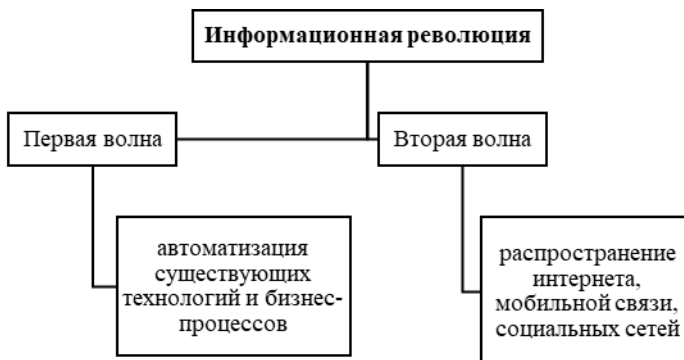 Информационная революция
Первая волна
Вторая волна
автоматизация
существующих
технологий и бизнес-
процессов
распространение
интернета,
мобильной связи,
социальных сетей